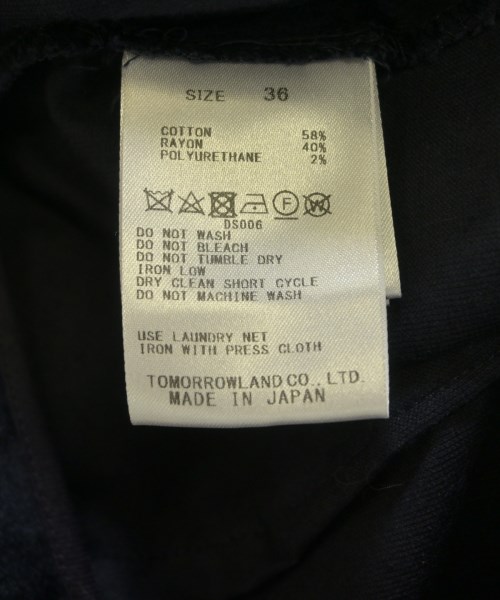 SIZE 36
COTTON 58%
RAYON 40%
POLYURETHANE 2%
F W
DS006
DO NOT WASH
DO NOT BLEACH
DO NOT TUMBLE DRY
IRON LOW
DRY CLEAN SHORT CYCLE
DO NOT MACHINE WASH
USE LAUNDRY NET
IRON WITH PRESS CLOTH
TOMORROWLAND CO., LTD.
MADE IN JAPAN